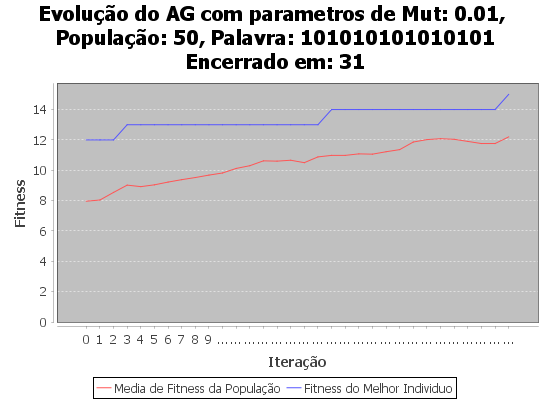 Evolução do AG com parametros de Mut: 0.01,
População: 50, Palavra: 101010101010101
Encerrado em: 31
Fitness
14
12
10
8
6
4
2
0
0 1 2 3 4 5 6 7 8 9 ... ... ... ... ... ... ... ... ... ... ... ... ... ... ... ... ... ... ... ... ... ...
Iteração
Media de Fitness da População Fitness do Melhor Individuo